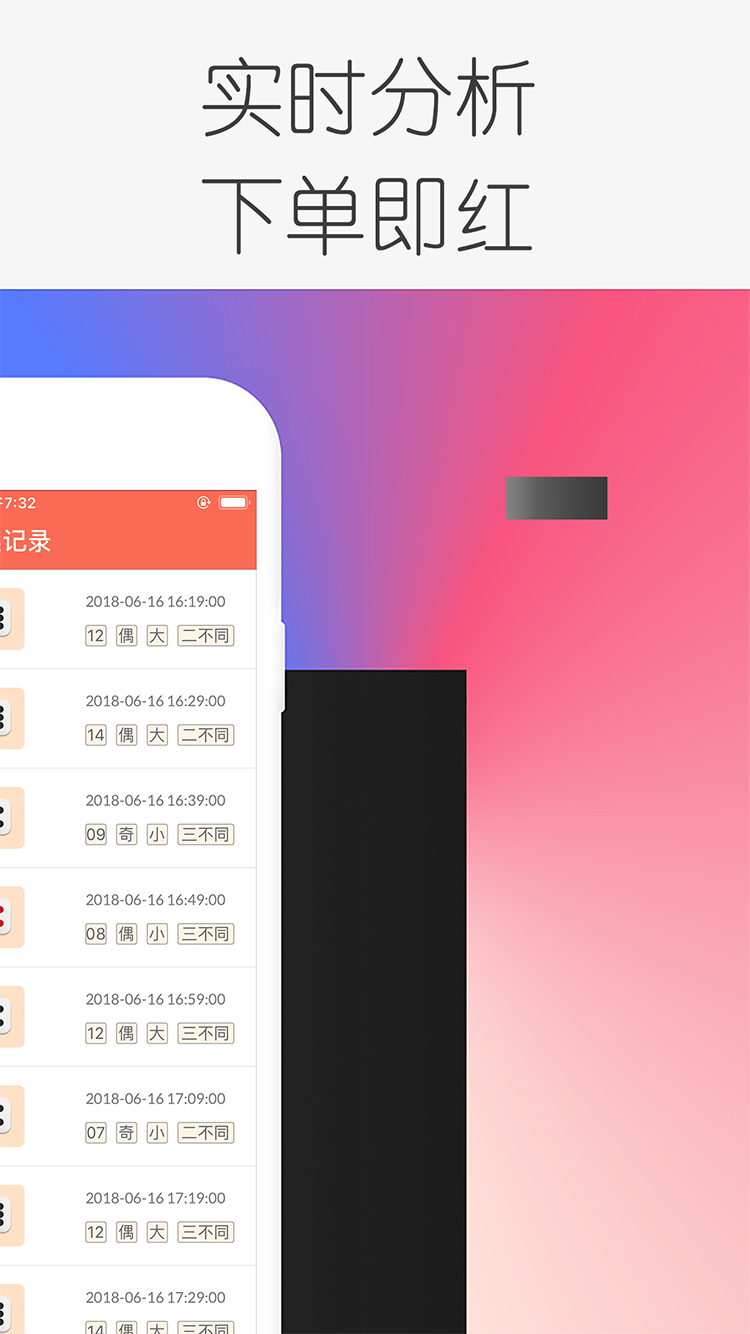 实时分析
下单即红
7:32
记录
2018-06-16 16:19:00
12 偶 大 二不同
2018-06-16 16:29:00
14 偶 大 二不同
2018-06-16 16:39:00
09 奇 小 三不同
2018-06-16 16:49:00
08 偶 小 三不同
2018-06-16 16:59:00
12 偶 大 三不同
2018-06-16 17:09:00
07 奇 小 二不同
2018-06-16 17:19:00
12 偶 大 三不同
2018-06-16 17:29:00
14 偶 大 三不同